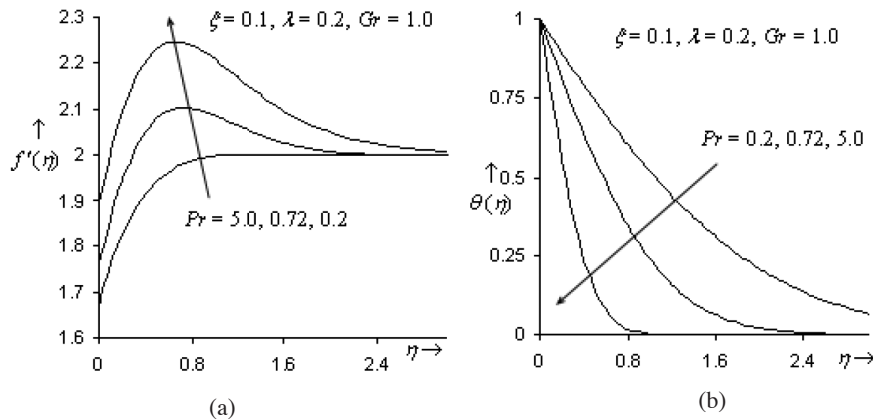 2.3
2.2
2.1
2
1.9
1.8
1.7
1.6
↑
f'(η)
ξ = 0.1, λ = 0.2, Gr = 1.0
Pr = 5.0, 0.72, 0.2
0
0.8
1.6
2.4
η→
(a)
1
0.75
0.5
0.25
0
↑
θ(η)
ξ = 0.1, λ = 0.2, Gr = 1.0
Pr = 0.2, 0.72, 5.0
0
0.8
1.6
2.4
η→
(b)